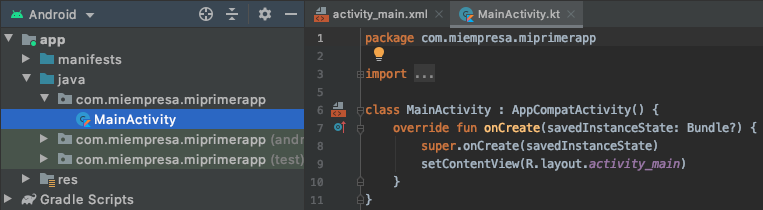 Android
app
manifests
java
com.miempresa.miprimerapp
MainActivity
com.miempresa.miprimerapp (andr
com.miempresa.miprimerapp (test)
res
Gradle Scripts
activity_main.xml
MainActivity.kt
1 package com.miempresa.miprimerapp
2
3 import ...
5
6 class MainActivity : AppCompatActivity() {
7 override fun onCreate(savedInstanceState: Bundle?) {
8 super.onCreate(savedInstanceState)
9 setContentView(R.layout.activity_main)
10 }
11 }